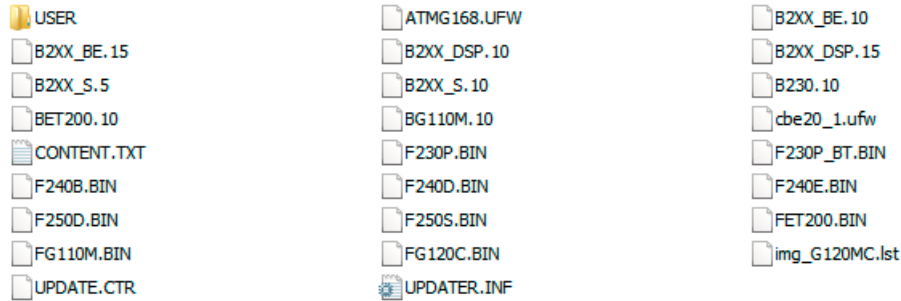 USER
ATMG168.UFW
B2XX_BE.10
B2XX_BE.15
B2XX_DSP.10
B2XX_DSP.15
B2XX_S.5
B2XX_S.10
B230.10
BET200.10
BG110M.10
cbe20_1.ufw
CONTENT.TXT
F230P.BIN
F230P_BT.BIN
F240B.BIN
F240D.BIN
F240E.BIN
F250D.BIN
F250S.BIN
FET200.BIN
FG110M.BIN
FG120C.BIN
img_G120MC.lst
UPDATE.CTR
UPDATER.INF